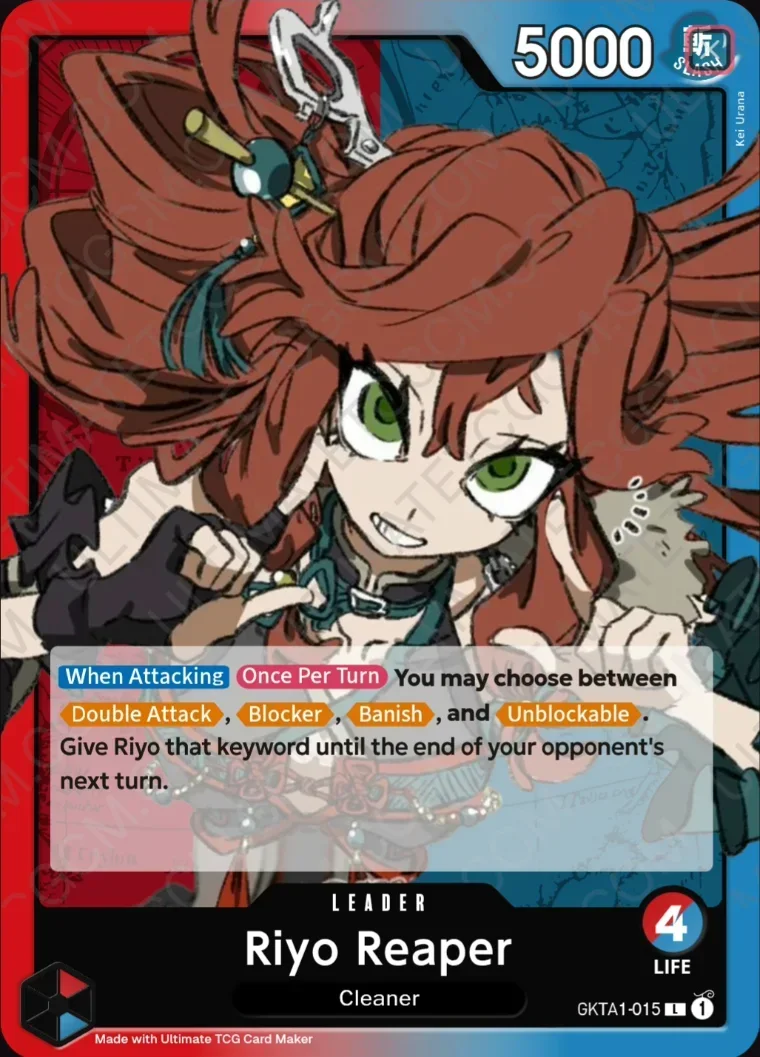 5000
斬
SLASH
Kei Urana
When Attacking Once Per Turn You may choose between
Double Attack, Blocker, Banish, and Unblockable.
Give Riyo that keyword until the end of your opponent's
next turn.
LEADER
Riyo Reaper
4
LIFE
Cleaner
GKTA1-015 L 1
Made with Ultimate TCG Card Maker